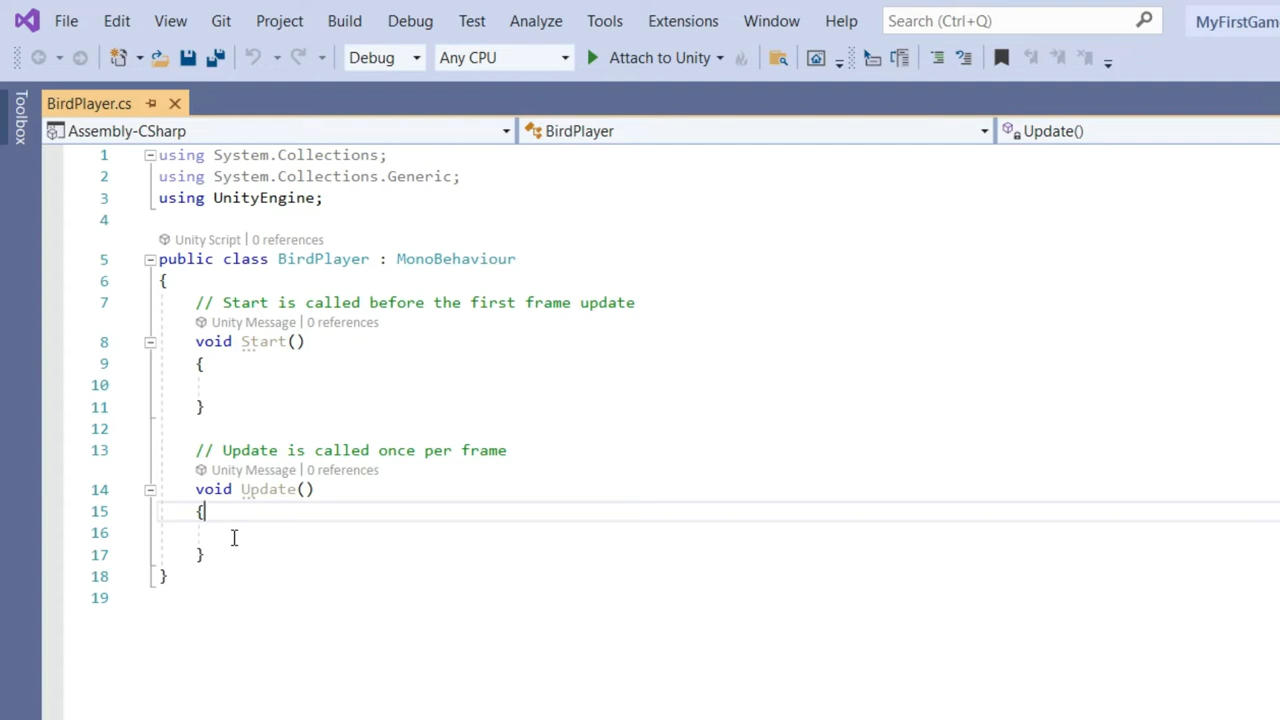 File Edit View Git Project Build Debug Test Analyze Tools Extensions Window Help Search (Ctrl+Q) MyFirstGam
Debug Any CPU Attach to Unity
Toolbox
BirdPlayer.cs
Assembly-CSharp BirdPlayer Update()
1 using System.Collections;
2 using System.Collections.Generic;
3 using UnityEngine;
4
Unity Script | 0 references
5 public class BirdPlayer : MonoBehaviour
6 {
7 // Start is called before the first frame update
Unity Message | 0 references
8 void Start()
9 {
10
11 }
12
13 // Update is called once per frame
Unity Message | 0 references
14 void Update()
15 {
16
17 }
18 }
19